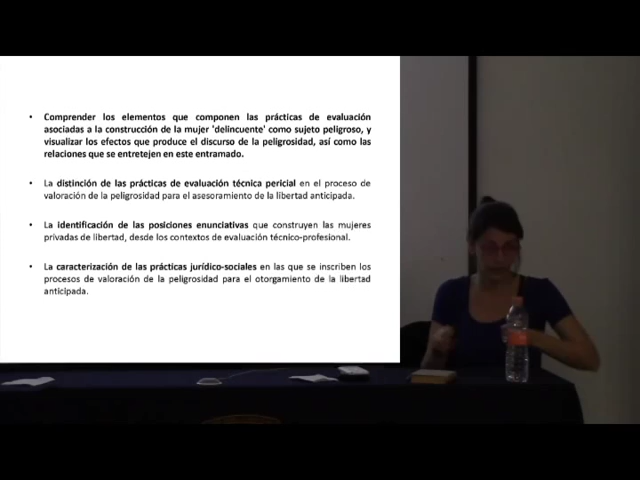 • Comprender los elementos que componen las prácticas de evaluación
asociadas a la construcción de la mujer 'delincuente' como sujeto peligroso, y
visualizar los efectos que produce el discurso de la peligrosidad, así como las
relaciones que se entretejen en este entramado.
• La distinción de las prácticas de evaluación técnica pericial en el proceso de
valoración de la peligrosidad para el asesoramiento de la libertad anticipada.
• La identificación de las posiciones enunciativas que construyen las mujeres
privadas de libertad, desde los contextos de evaluación técnico-profesional.
• La caracterización de las prácticas jurídico-sociales en las que se inscriben los
procesos de valoración de la peligrosidad para el otorgamiento de la libertad
anticipada.